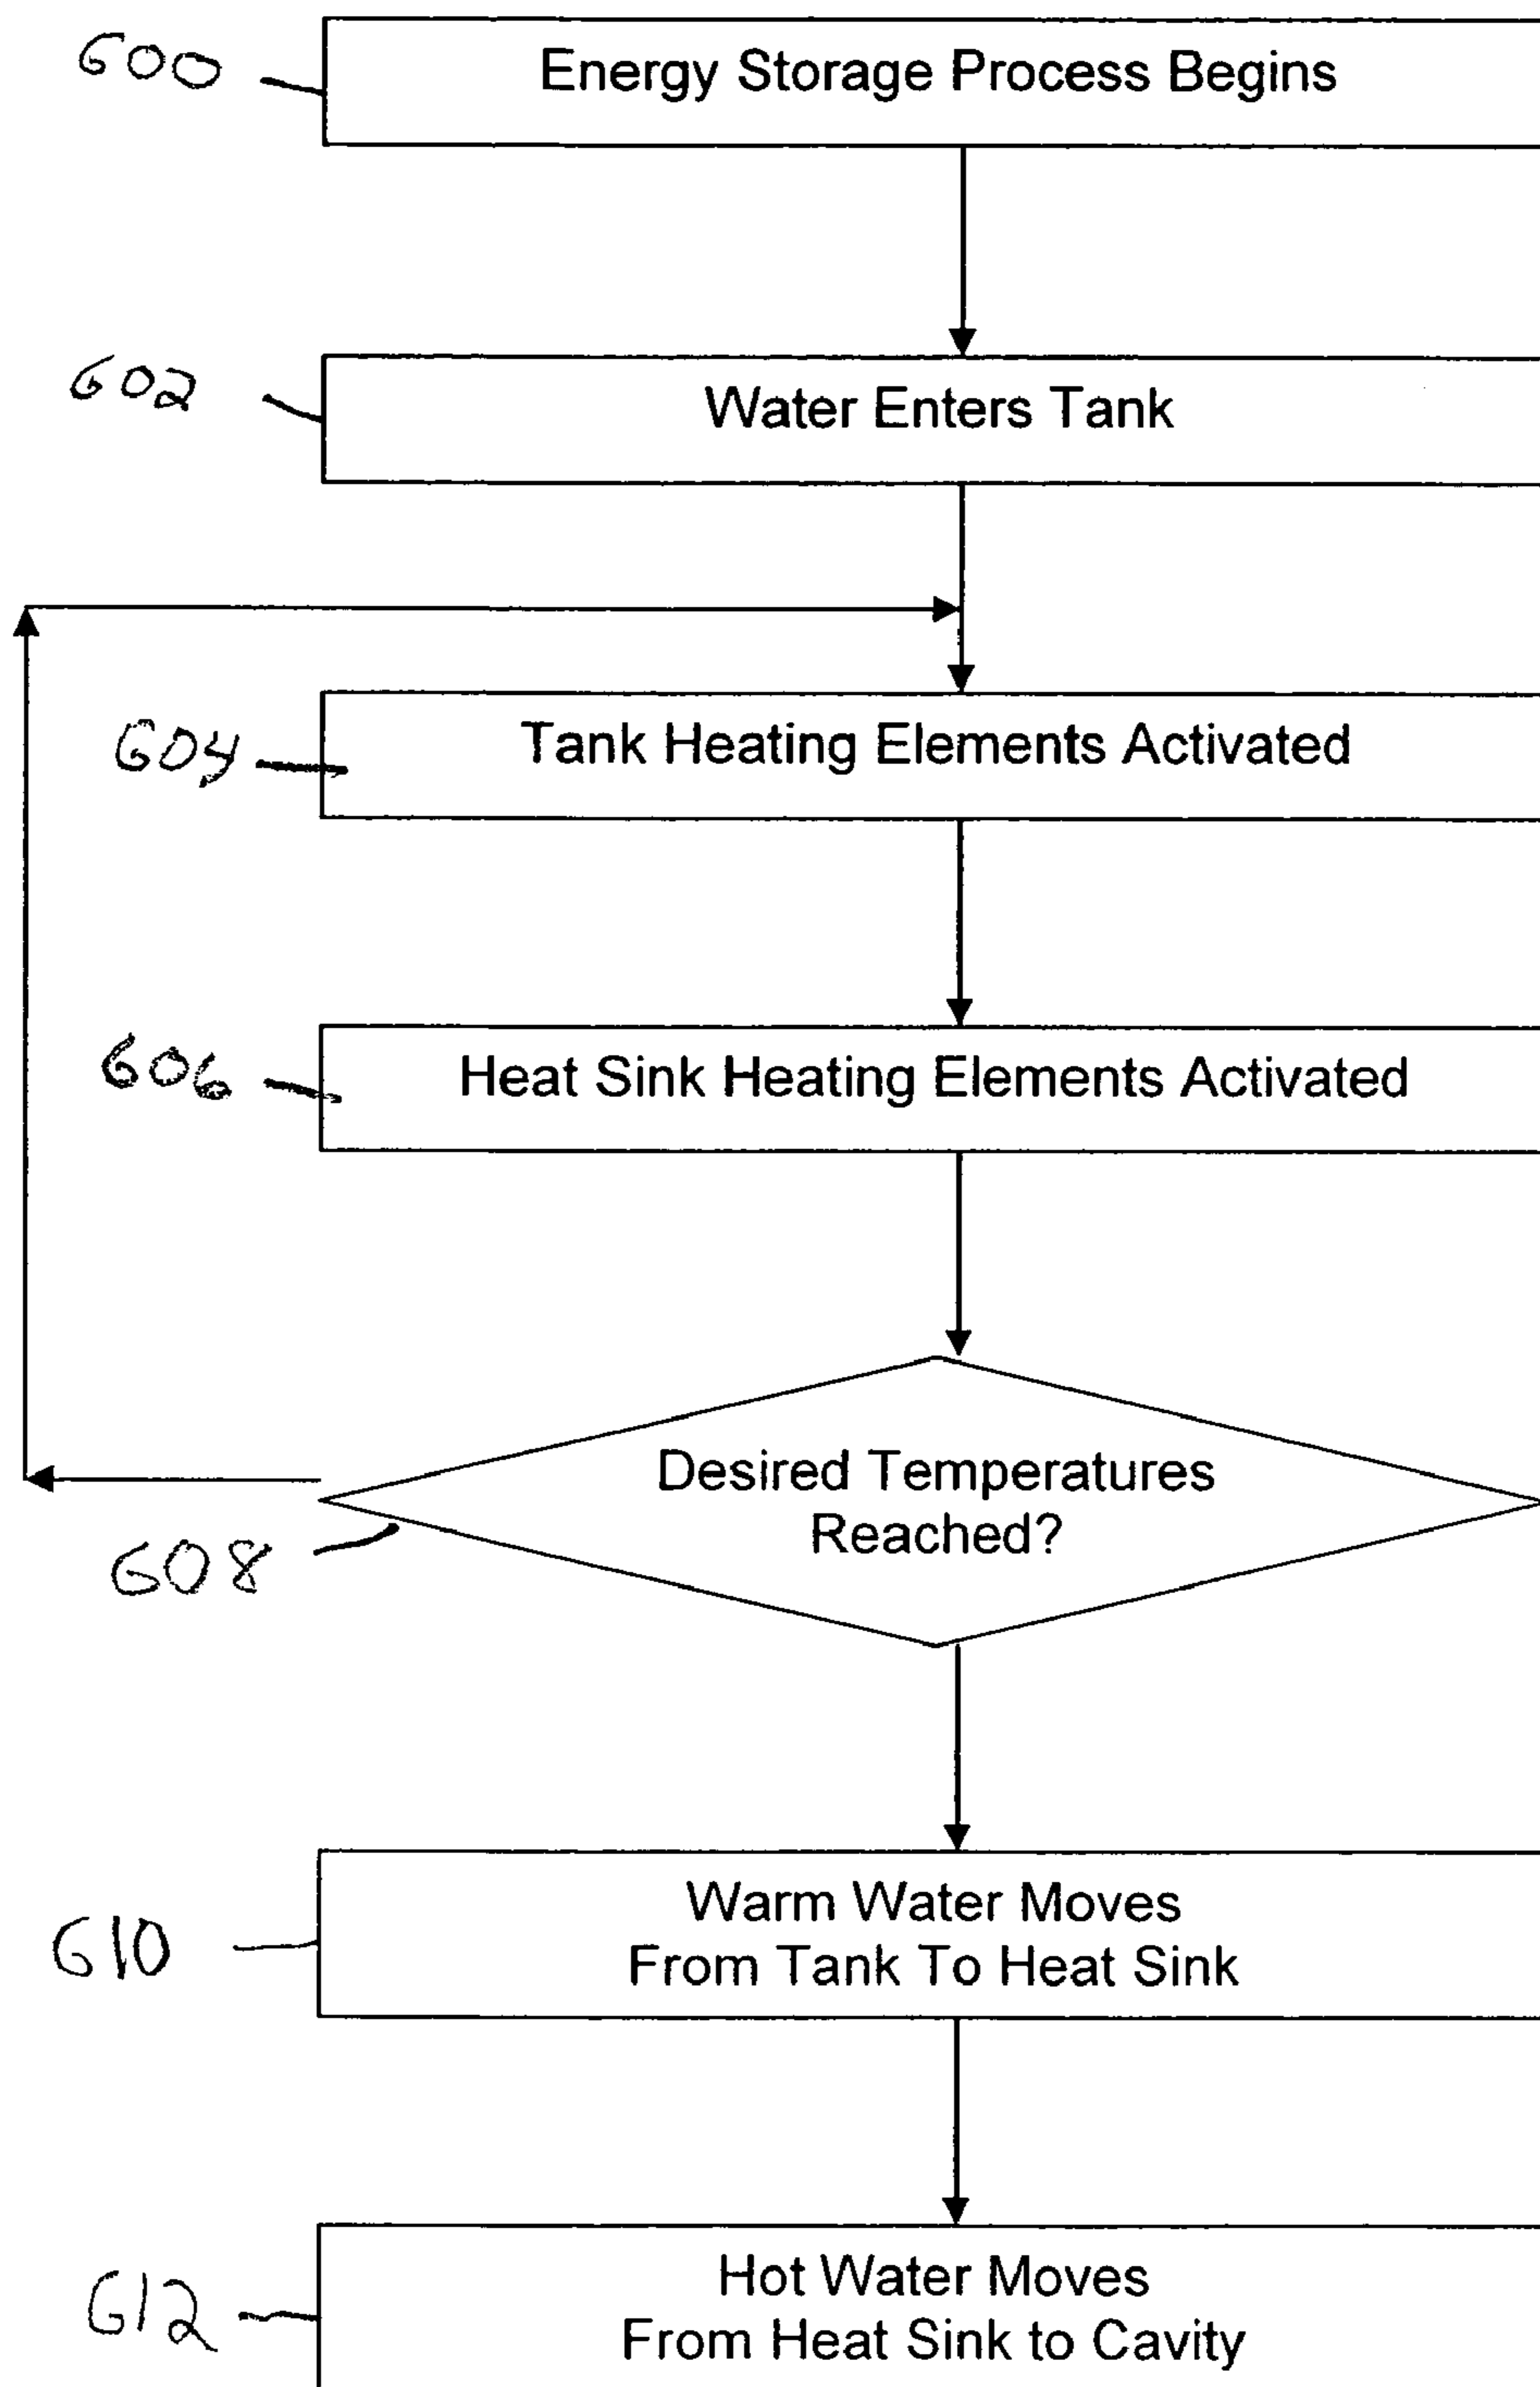 600
Energy Storage Process Begins
602
Water Enters Tank
604
Tank Heating Elements Activated
606
Heat Sink Heating Elements Activated
608
Desired Temperatures
Reached?
610
Warm Water Moves
From Tank To Heat Sink
612
Hot Water Moves
From Heat Sink to Cavity